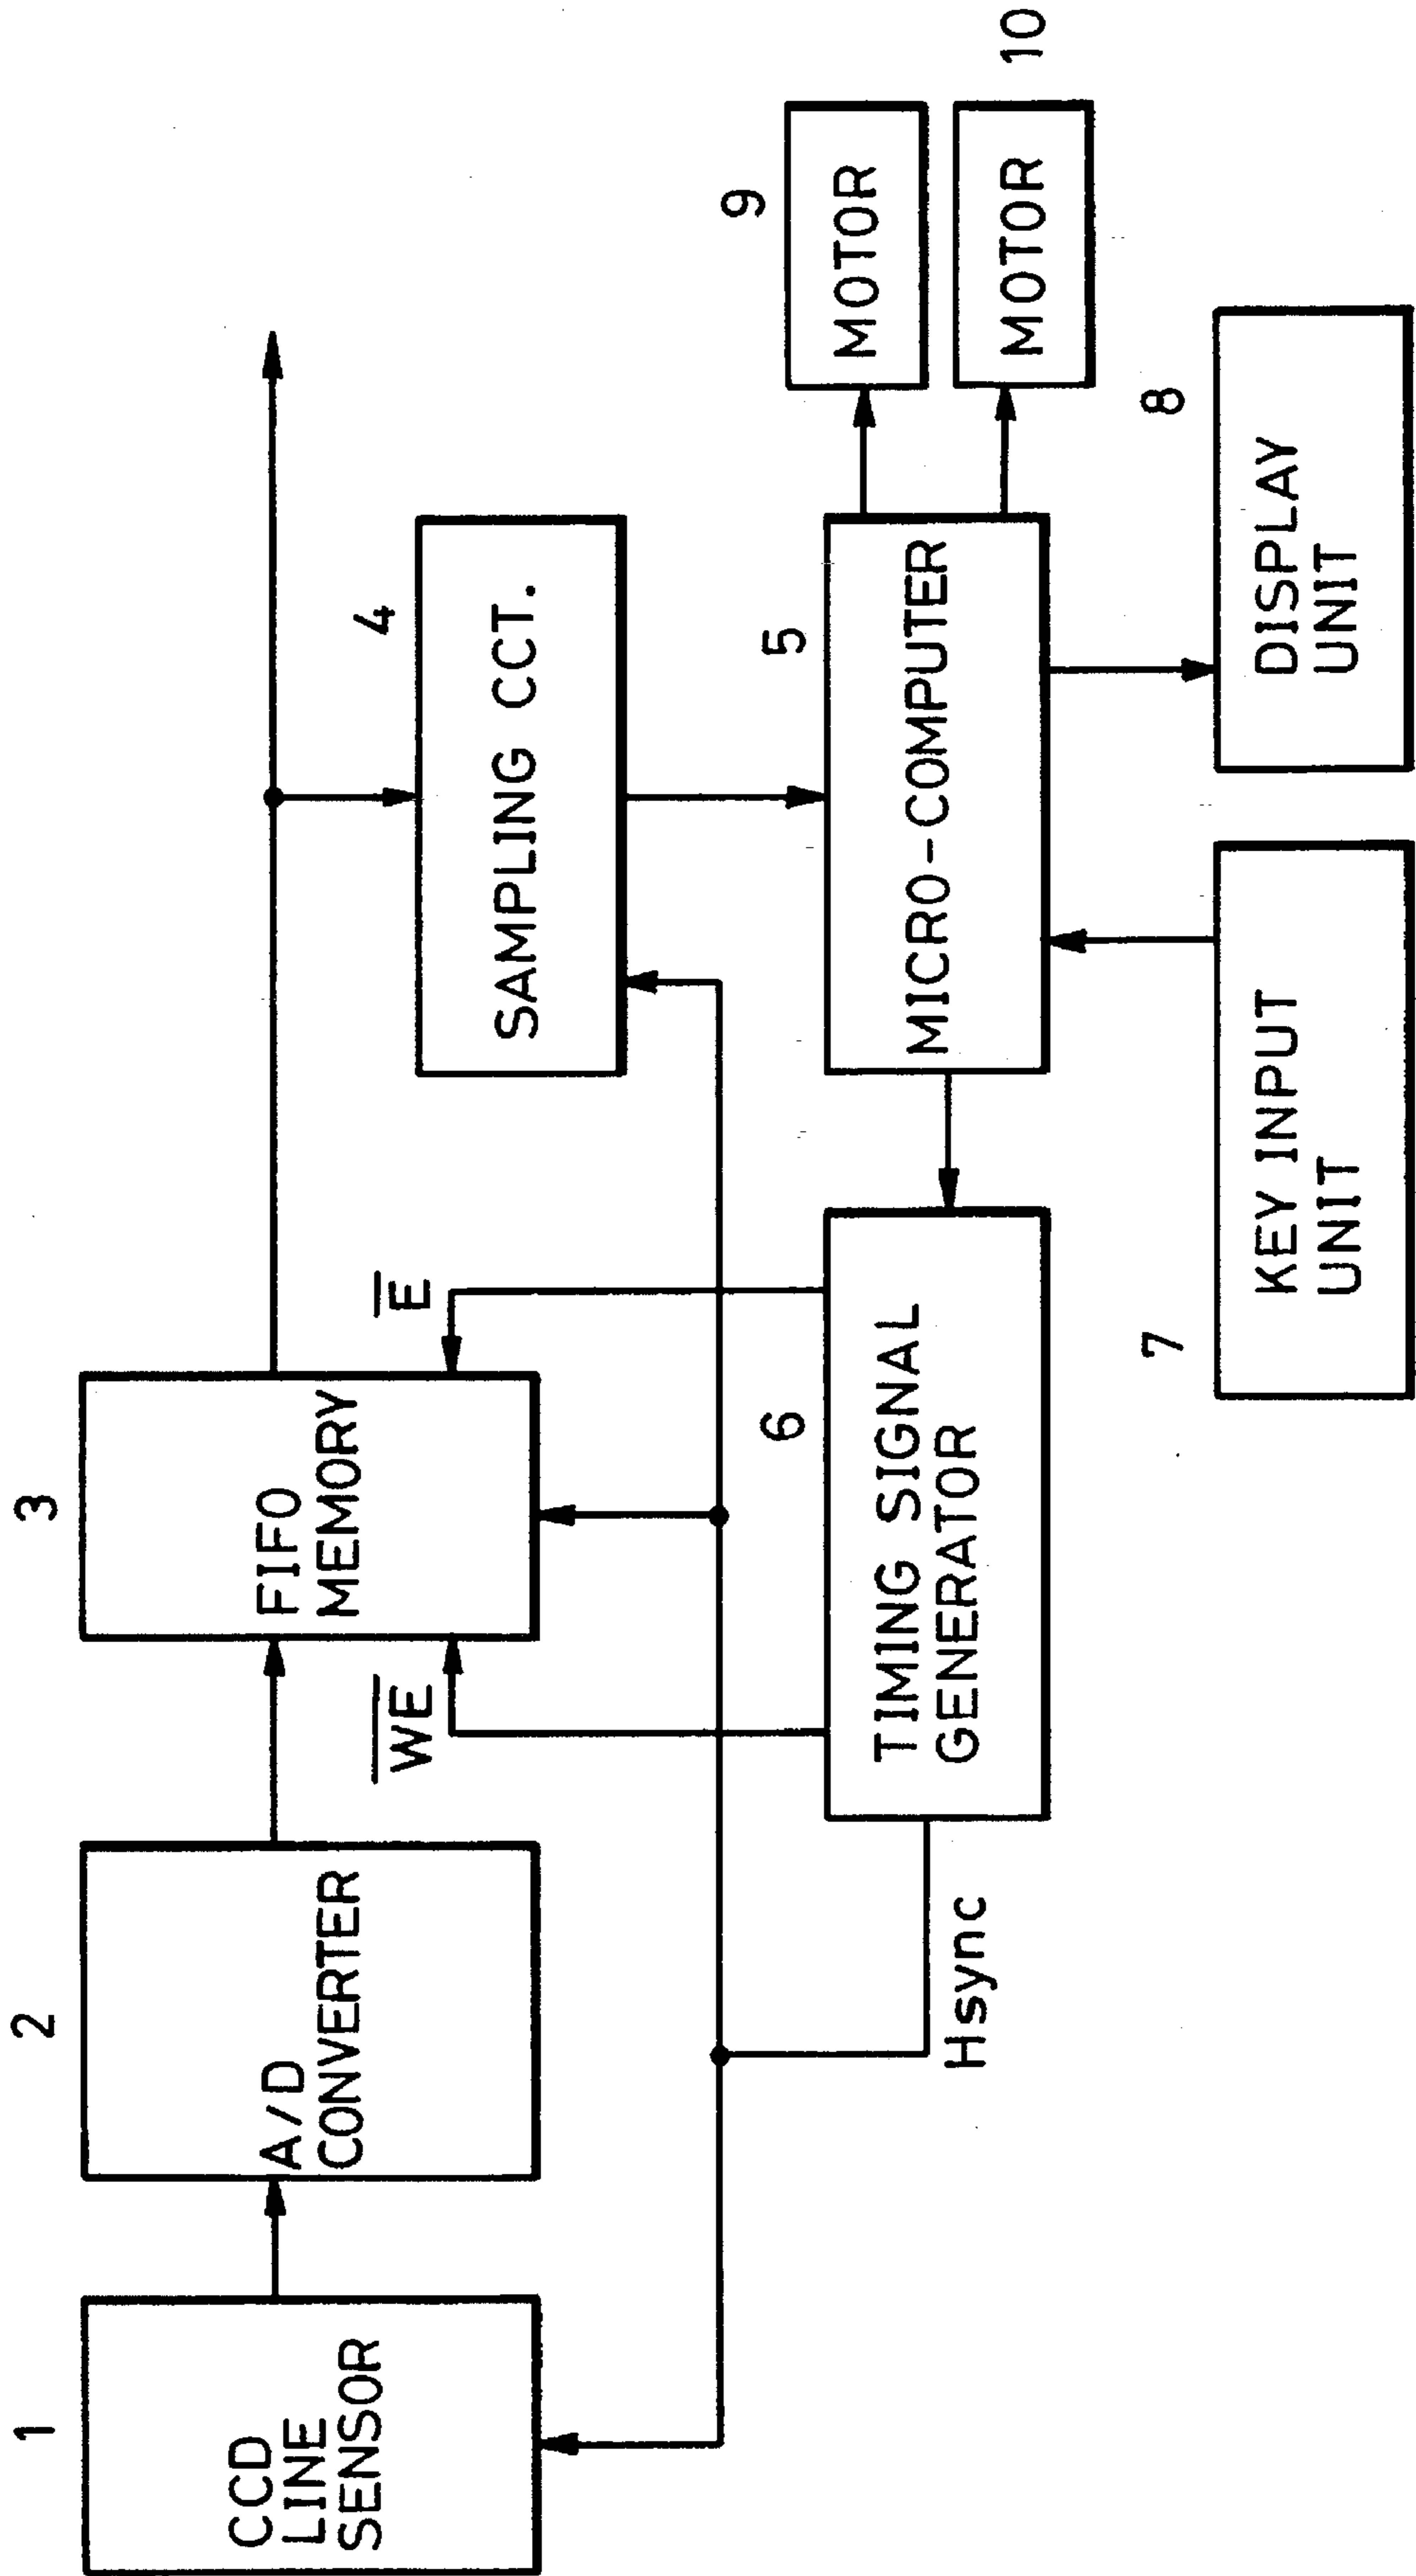 1
CCD
LINE
SENSOR
2
A/D
CONVERTER
3
FIFO
MEMORY
WE
E
4
SAMPLING CCT.
Hsync
6
TIMING SIGNAL
GENERATOR
5
MICRO-COMPUTER
9
MOTOR
MOTOR
10
7
KEY INPUT
UNIT
8
DISPLAY
UNIT